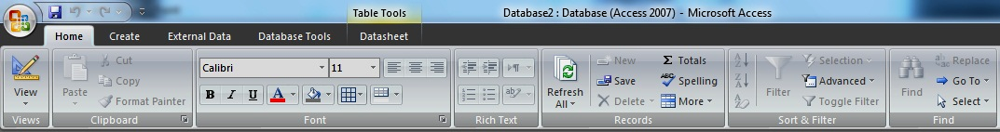 Table Tools Database2 : Database (Access 2007) - Microsoft Access
Home Create External Data Database Tools Datasheet
View
Views
Paste
Cut
Copy
Format Painter
Clipboard
Calibri 11
B I U A
Font
Rich Text
Refresh
All
New
Save
Delete
Σ Totals
ABC Spelling
More
Records
A
Z
Z
A
A
Z
Filter
Selection
Advanced
Toggle Filter
Sort & Filter
Find
Replace
Go To
Select
Find